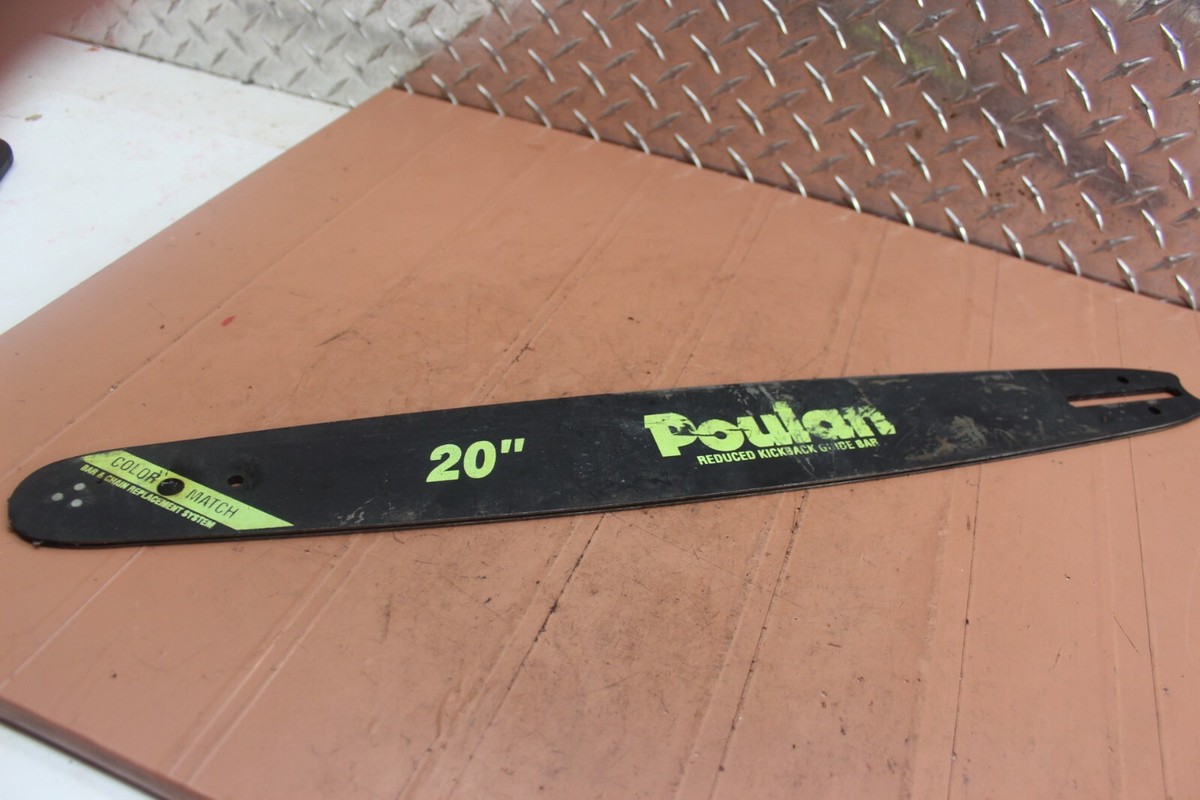 COLOR MATCH
BAR & CHAIN REPLACEMENT SYSTEM
20"
Poulan
REDUCED KICKBACK GUIDE BAR